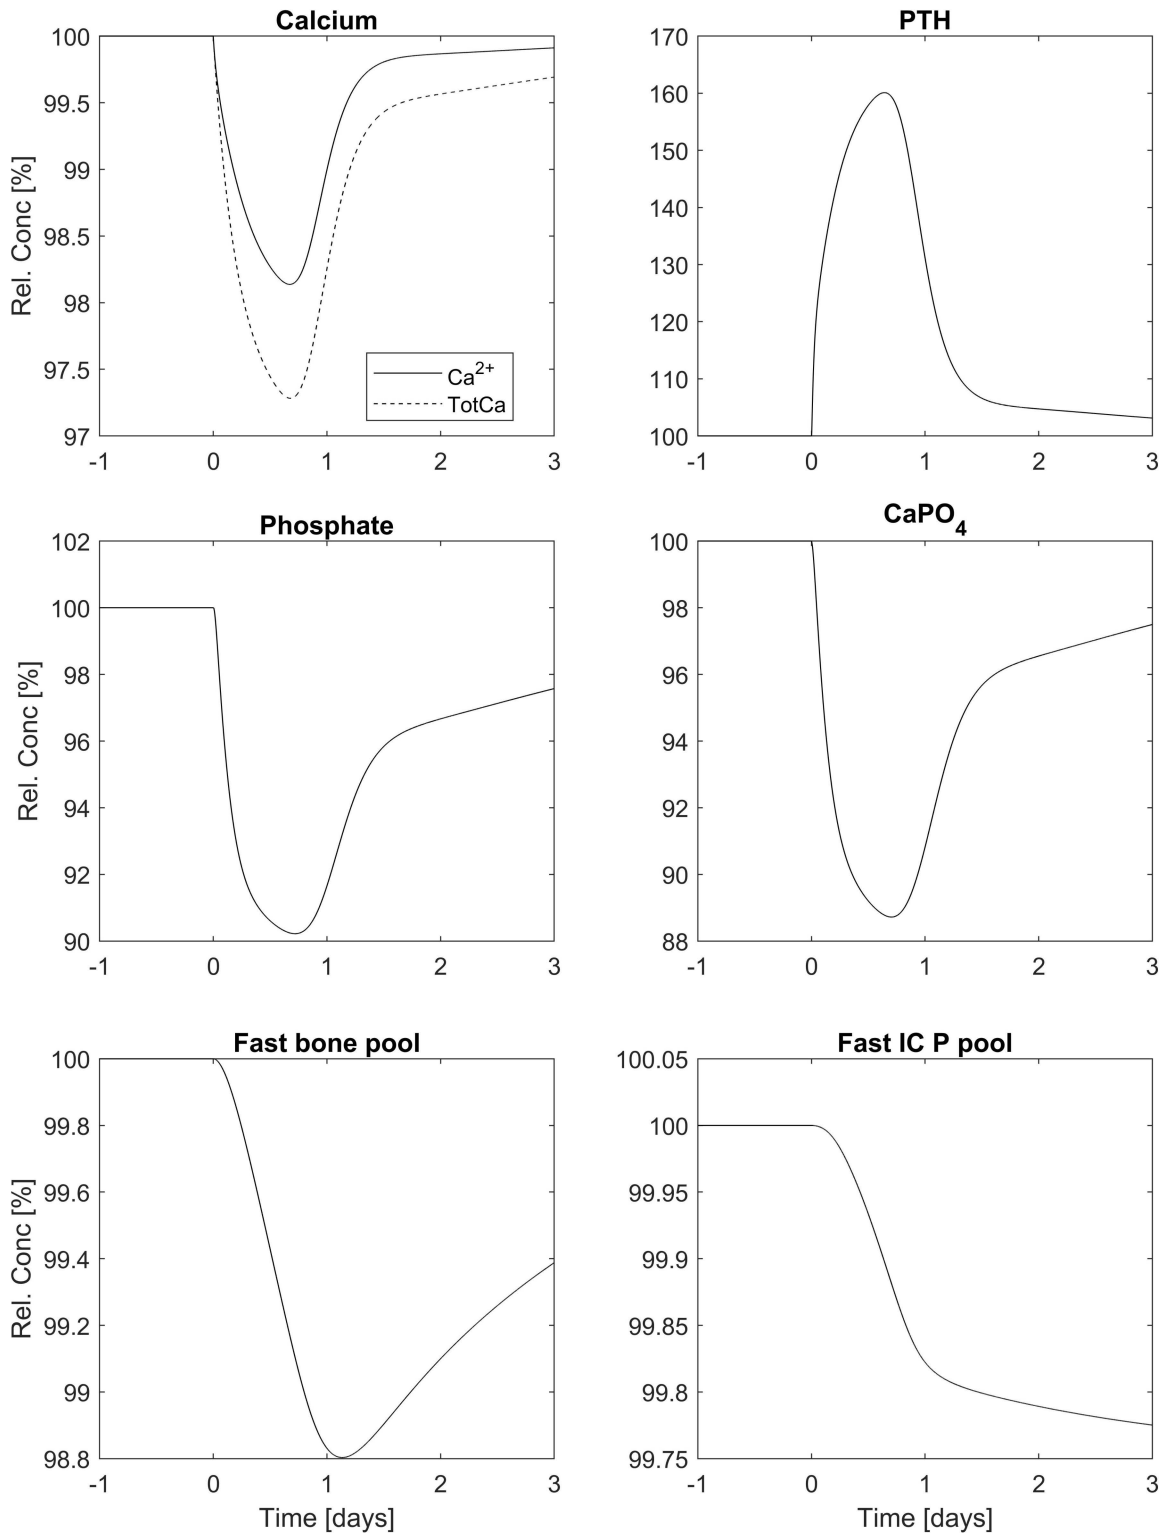 Calcium
PTH
Rel. Conc [%]
100
99.5
99
98.5
98
97.5
97
-1 0 1 2 3
Ca2+
TotCa
170
160
150
140
130
120
110
100
-1 0 1 2 3
Phosphate
CaPO4
Rel. Conc [%]
102
100
98
96
94
92
90
-1 0 1 2 3
100
98
96
94
92
90
88
-1 0 1 2 3
Fast bone pool
Fast IC P pool
Rel. Conc [%]
100
99.8
99.6
99.4
99.2
99
98.8
-1 0 1 2 3
Time [days]
100.05
100
99.95
99.9
99.85
99.8
99.75
-1 0 1 2 3
Time [days]